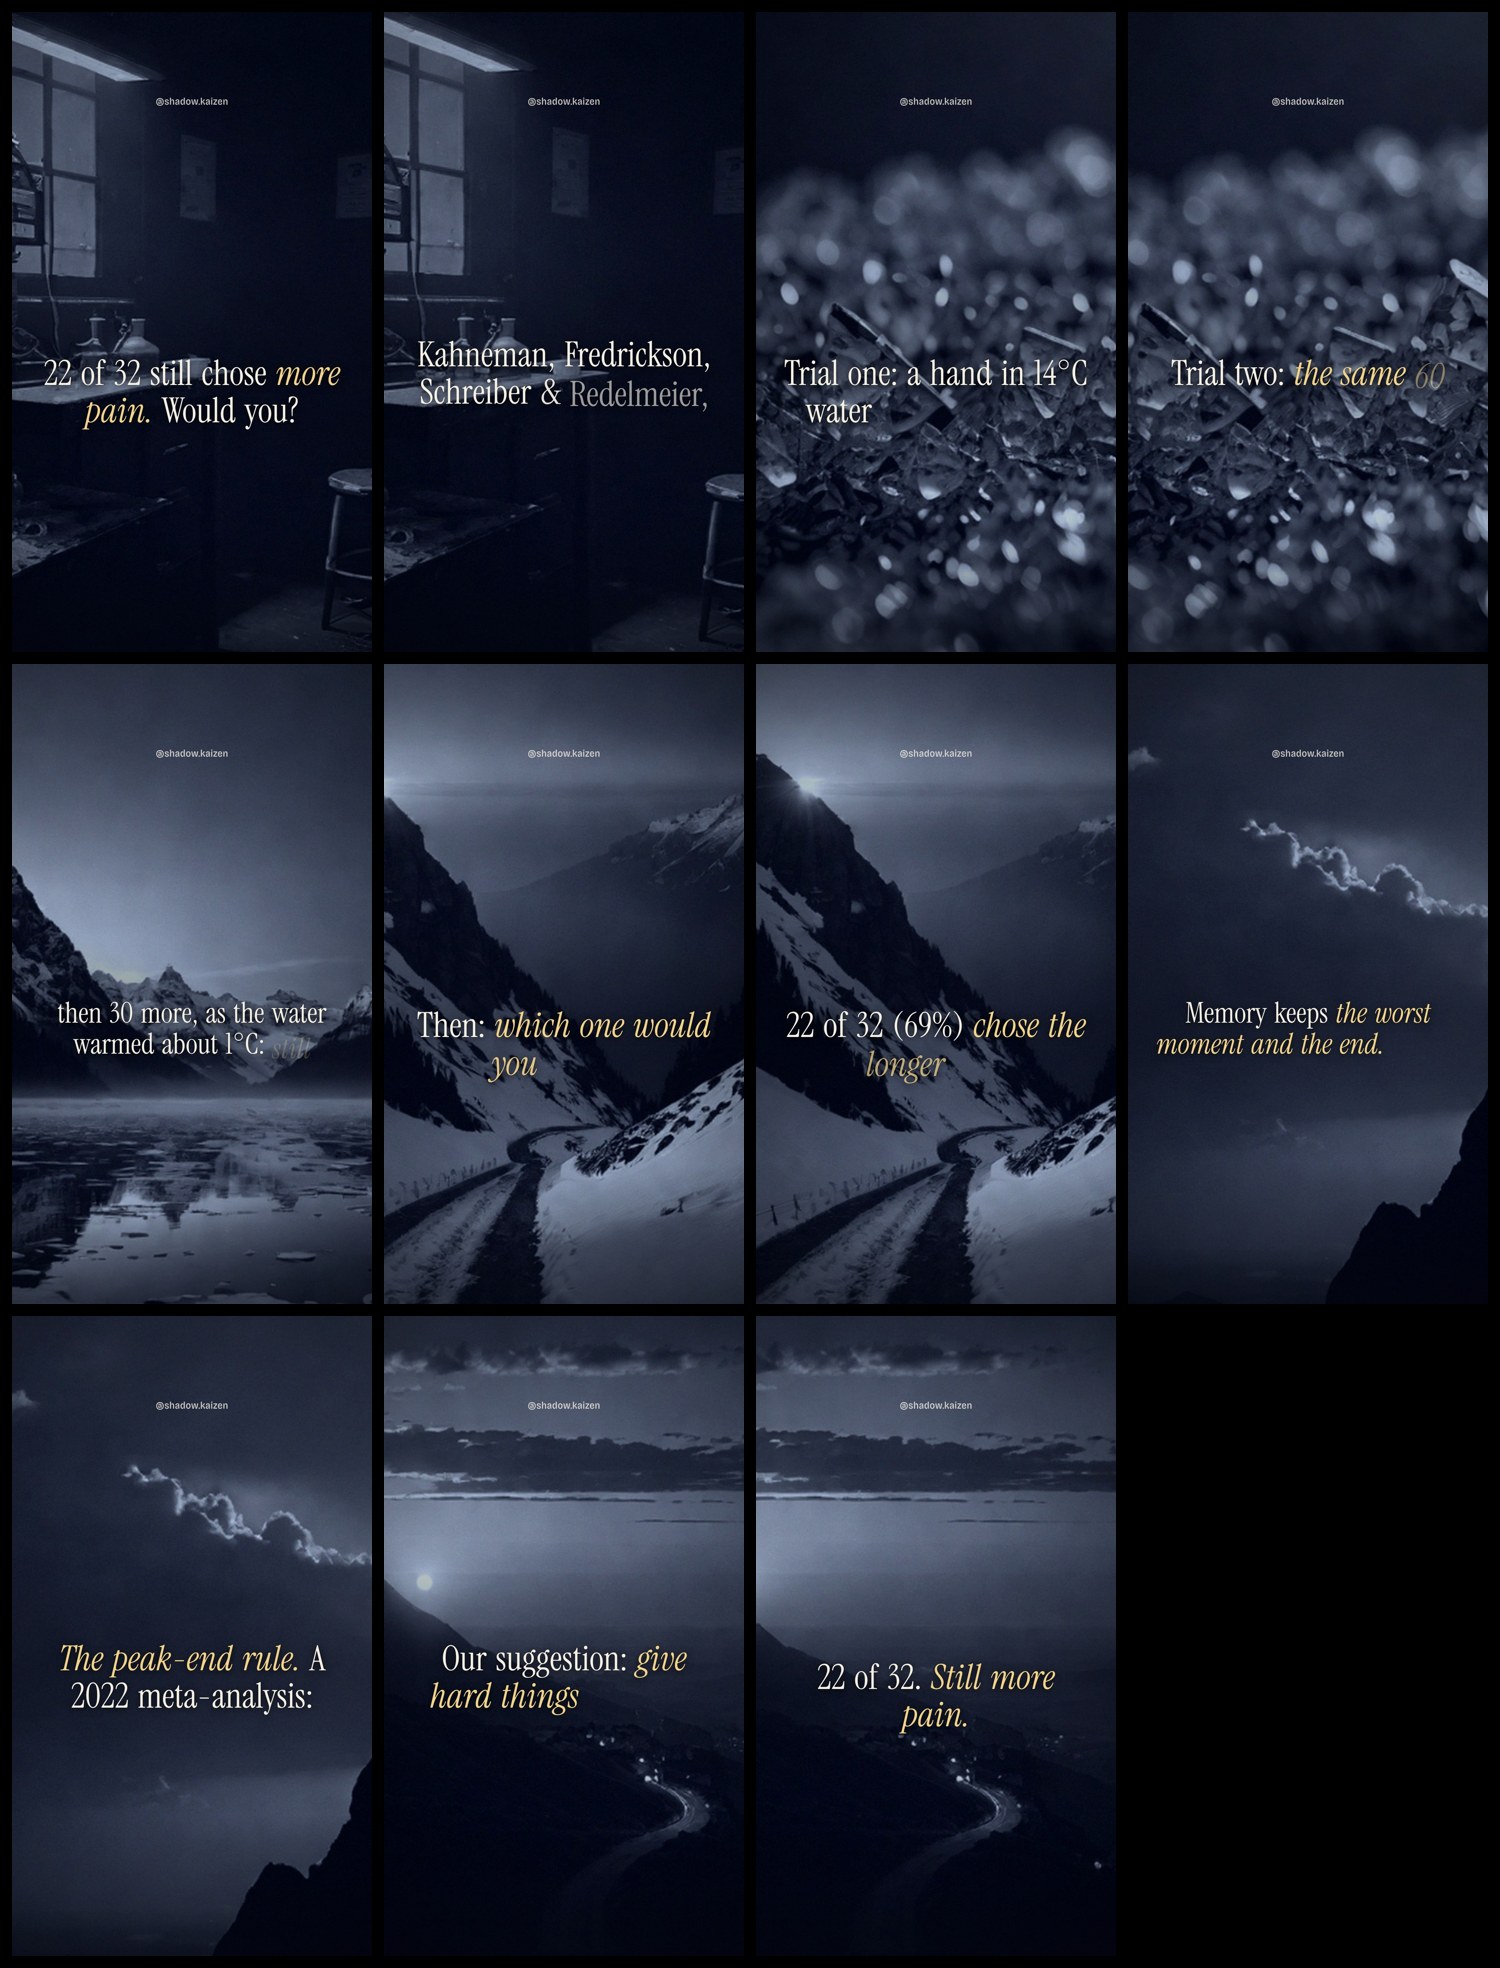 @shadow.kaizen
22 of 32 still chose more
pain. Would you?
@shadow.kaizen
Kahneman, Fredrickson,
Schreiber & Redelmeier,
@shadow.kaizen
Trial one: a hand in 14°C
water
@shadow.kaizen
Trial two: the same 60
@shadow.kaizen
then 30 more, as the water
warmed about 1°C: still
@shadow.kaizen
Then: which one would
you
@shadow.kaizen
22 of 32 (69%) chose the
longer
@shadow.kaizen
Memory keeps the worst
moment and the end.
@shadow.kaizen
The peak-end rule. A
2022 meta-analysis:
@shadow.kaizen
Our suggestion: give
hard things
@shadow.kaizen
22 of 32. Still more
pain.